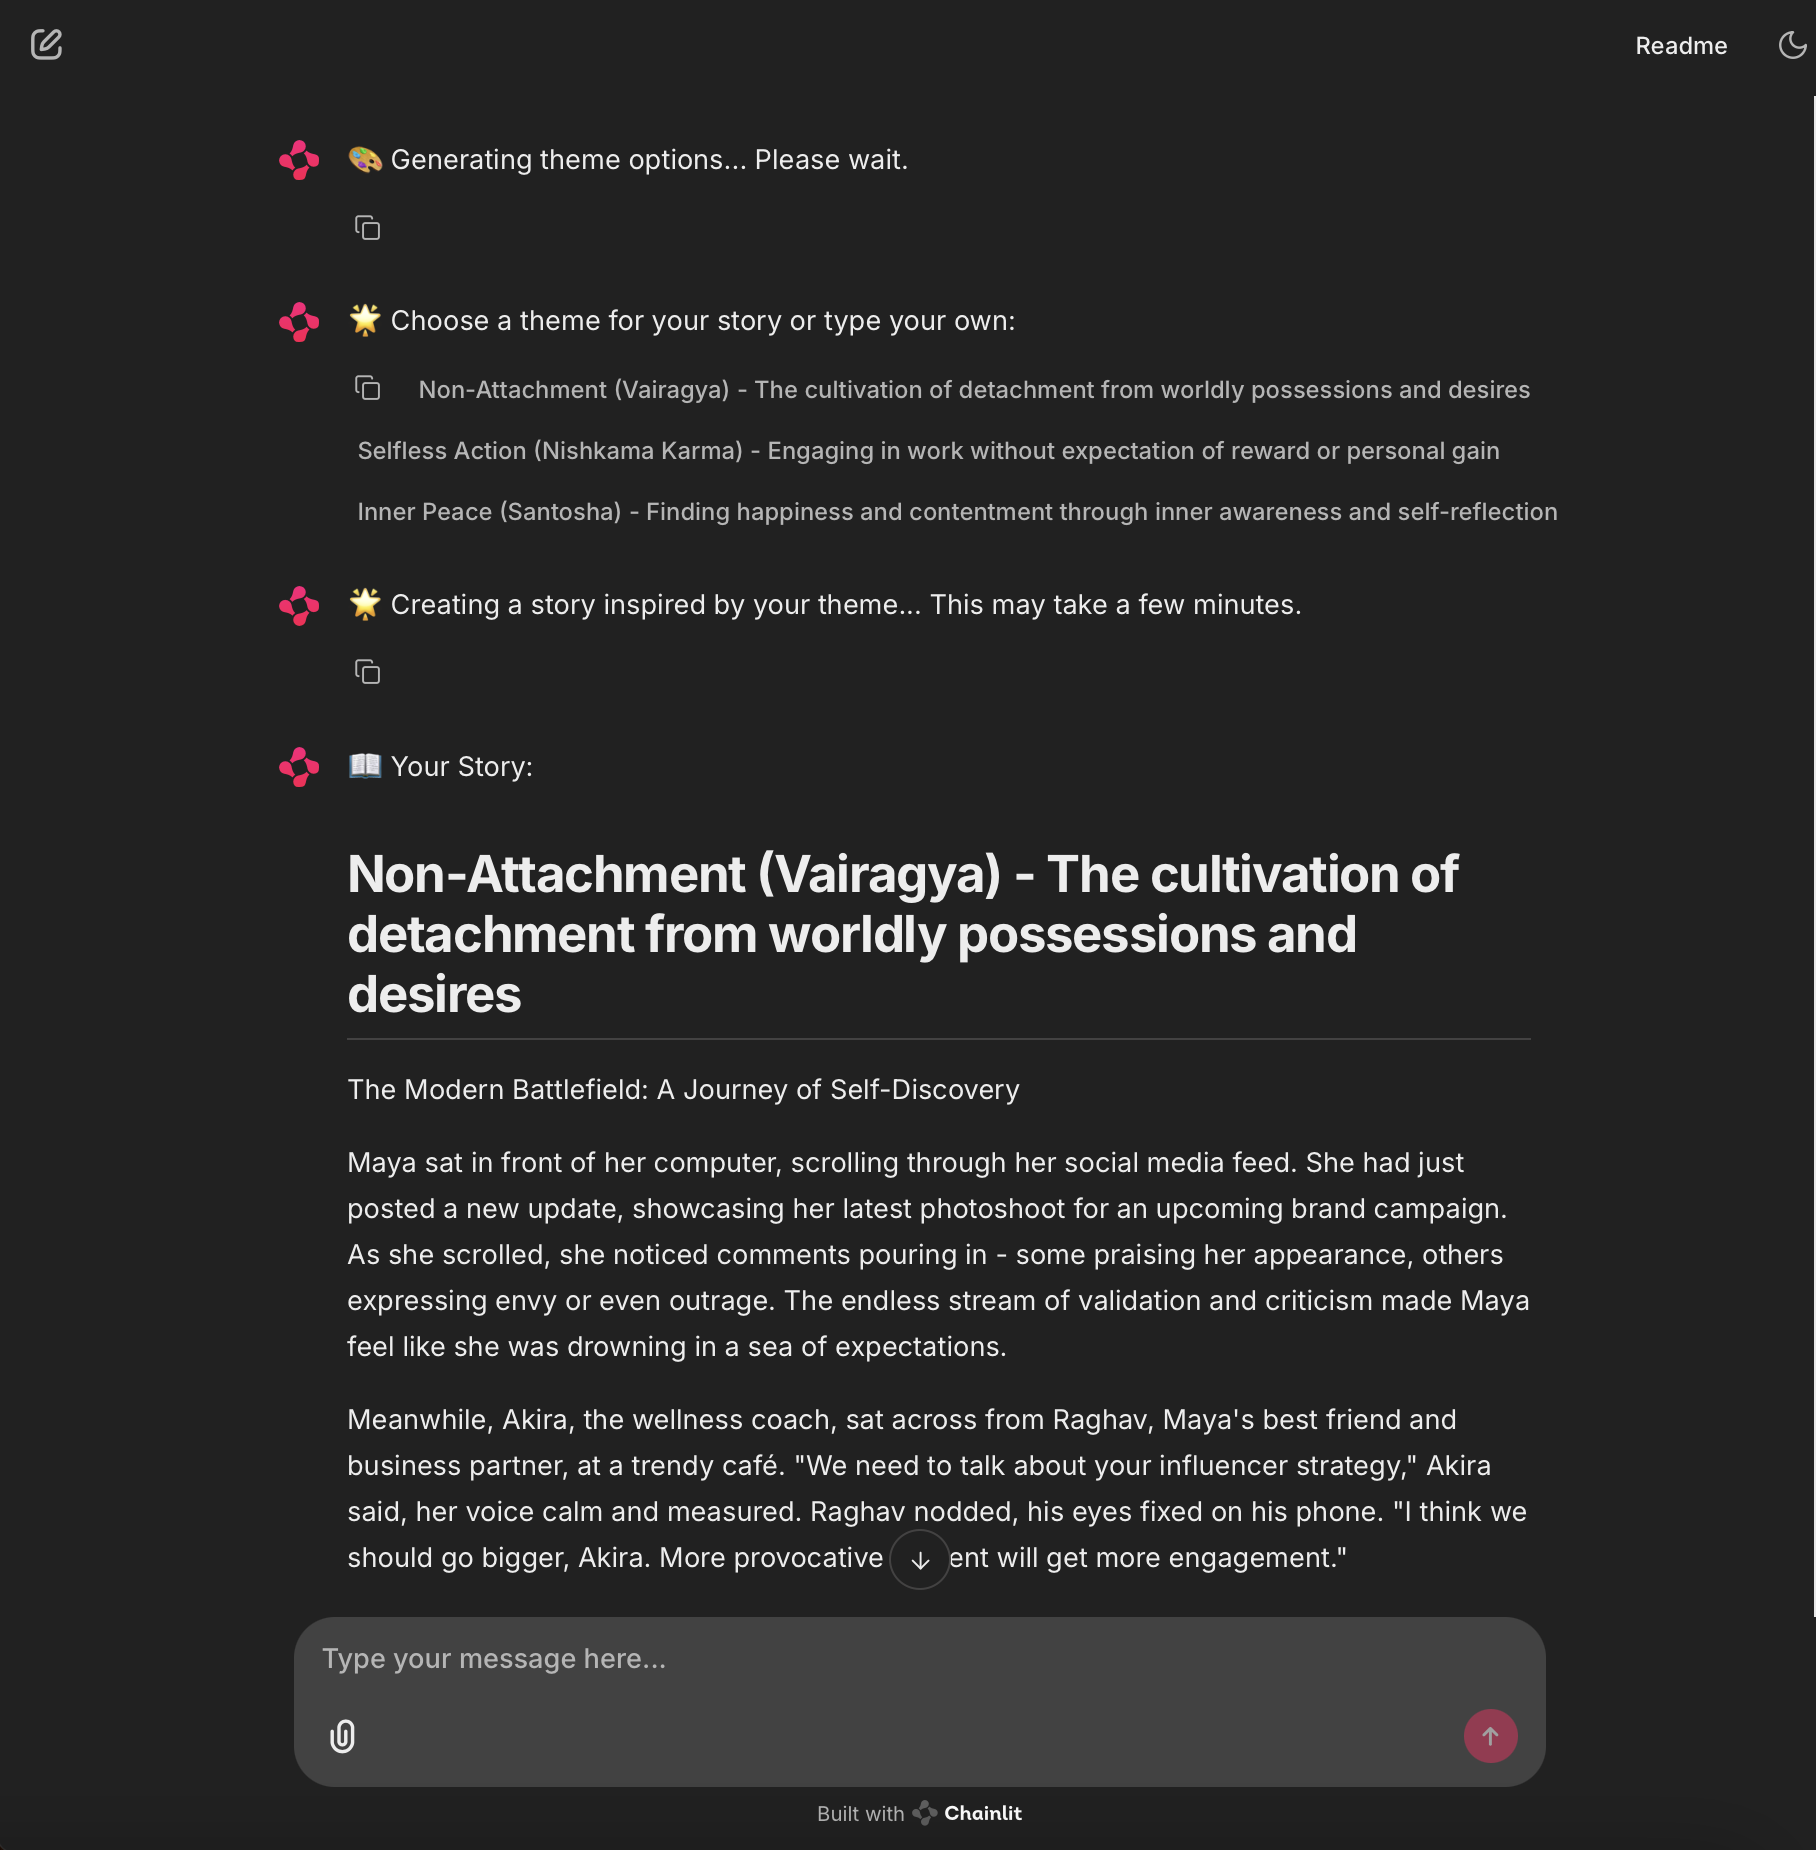 Readme
🎨 Generating theme options... Please wait.
🌟 Choose a theme for your story or type your own:
Non-Attachment (Vairagya) - The cultivation of detachment from worldly possessions and desires
Selfless Action (Nishkama Karma) - Engaging in work without expectation of reward or personal gain
Inner Peace (Santosha) - Finding happiness and contentment through inner awareness and self-reflection
🌟 Creating a story inspired by your theme... This may take a few minutes.
📖 Your Story:
Non-Attachment (Vairagya) - The cultivation of
detachment from worldly possessions and
desires
The Modern Battlefield: A Journey of Self-Discovery
Maya sat in front of her computer, scrolling through her social media feed. She had just
posted a new update, showcasing her latest photoshoot for an upcoming brand campaign.
As she scrolled, she noticed comments pouring in - some praising her appearance, others
expressing envy or even outrage. The endless stream of validation and criticism made Maya
feel like she was drowning in a sea of expectations.
Meanwhile, Akira, the wellness coach, sat across from Raghav, Maya's best friend and
business partner, at a trendy café. "We need to talk about your influencer strategy," Akira
said, her voice calm and measured. Raghav nodded, his eyes fixed on his phone. "I think we
should go bigger, Akira. More provocative ent will get more engagement."
Type your message here...
Built with Chainlit